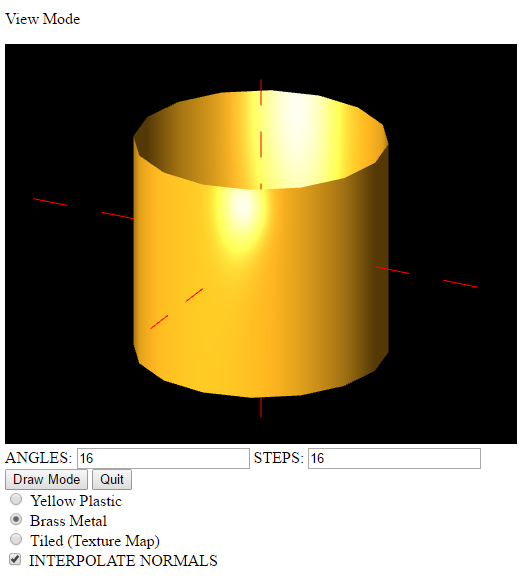 View Mode
ANGLES: 16 STEPS: 16
Draw Mode Quit
Yellow Plastic
Brass Metal
Tiled (Texture Map)
INTERPOLATE NORMALS